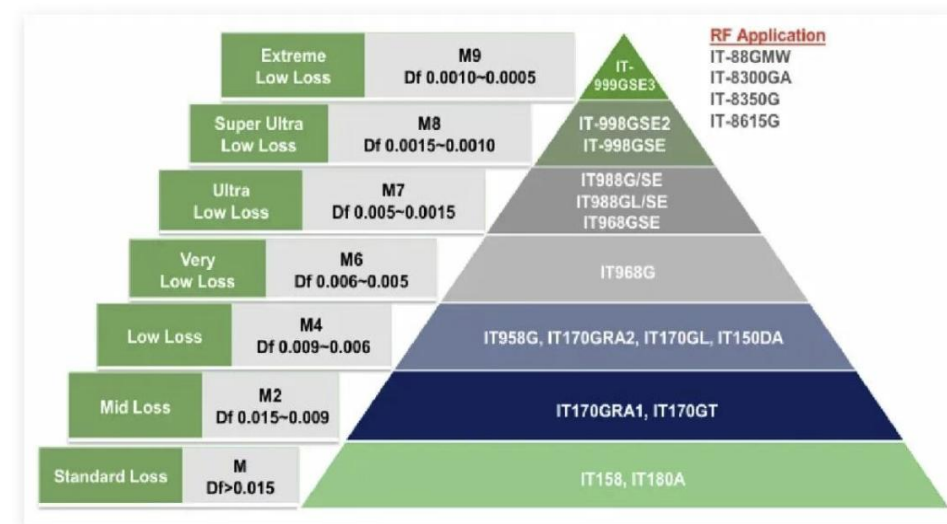 Extreme
Low Loss
M9
Df 0.0010~0.0005
IT-
999GSE3
RF Application
IT-88GMW
IT-8300GA
IT-8350G
IT-8615G
Super Ultra
Low Loss
M8
Df 0.0015~0.0010
IT-998GSE2
IT-998GSE
Ultra
Low Loss
M7
Df 0.005~0.0015
IT988G/SE
IT988GL/SE
IT968GSE
Very
Low Loss
M6
Df 0.006~0.005
IT968G
Low Loss
M4
Df 0.009~0.006
IT958G, IT170GRA2, IT170GL, IT150DA
Mid Loss
M2
Df 0.015~0.009
IT170GRA1, IT170GT
Standard Loss
M
Df>0.015
IT158, IT180A